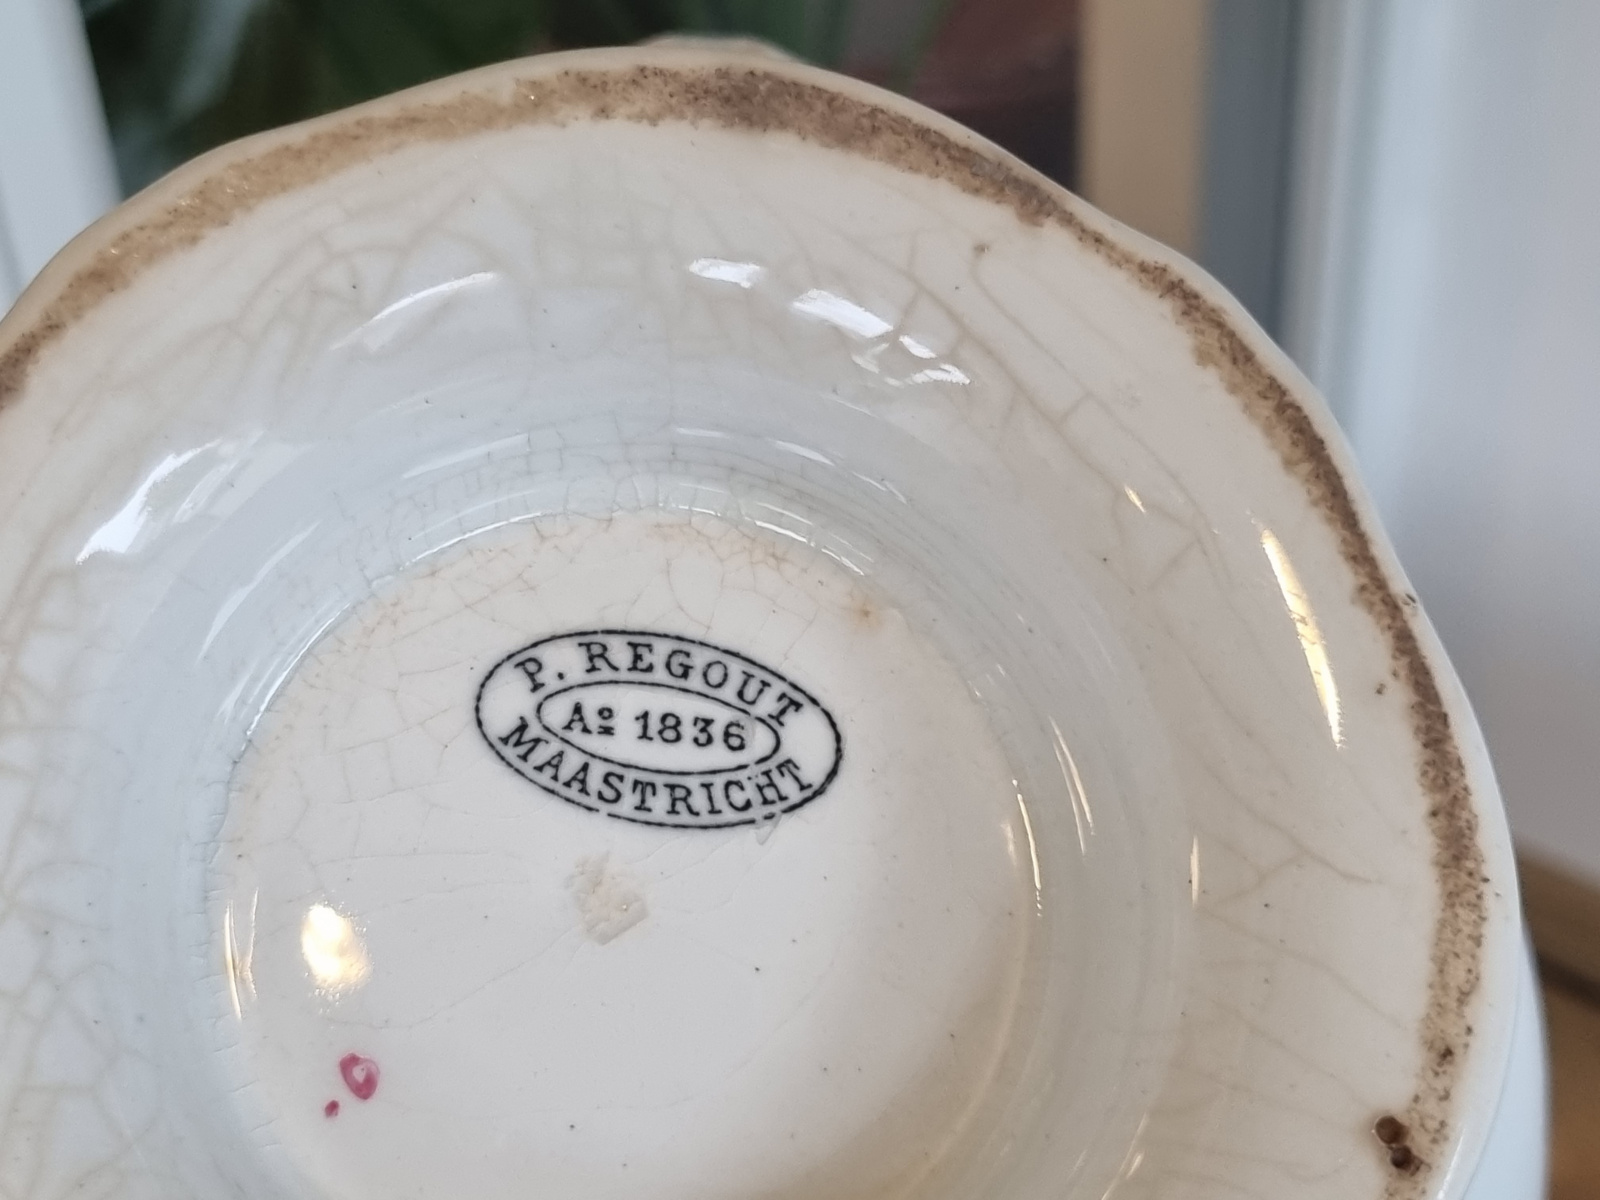 P. REGOUT
Aº 1836
MAASTRICHT